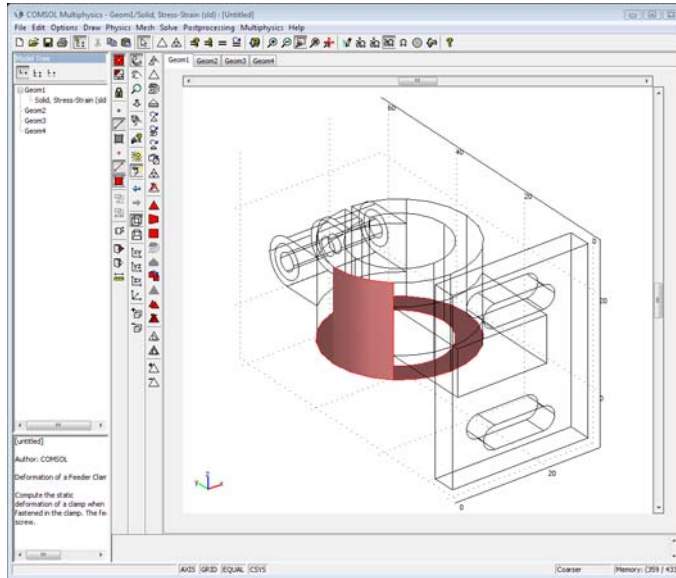 COMSOL Multiphysics - Geom1/Solid, Stress-Strain (sld) : [Untitled]
File Edit Options Draw Physics Mesh Solve Postprocessing Multiphysics Help
Model Tree
Geom1 Geom2 Geom3 Geom4
Geom1
Solid, Stress-Strain (sld
Geom2
Geom3
Geom4
60
40
20
0
20
0
20
0
z
y x
[untitled]
Author: COMSOL
Deformation of a Feeder Clam
Compute the static
deformation of a clamp when
fastened in the clamp. The fe
screw.
AXIS GRID EQUAL CSYS Coarser Memory: (359 / 433